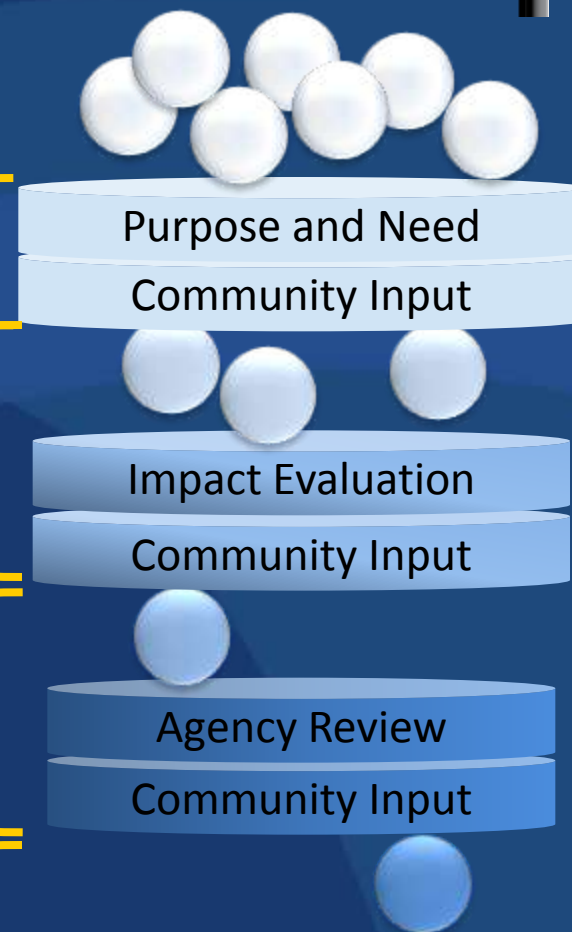 Purpose and Need
Community Input
Impact Evaluation
Community Input
Agency Review
Community Input